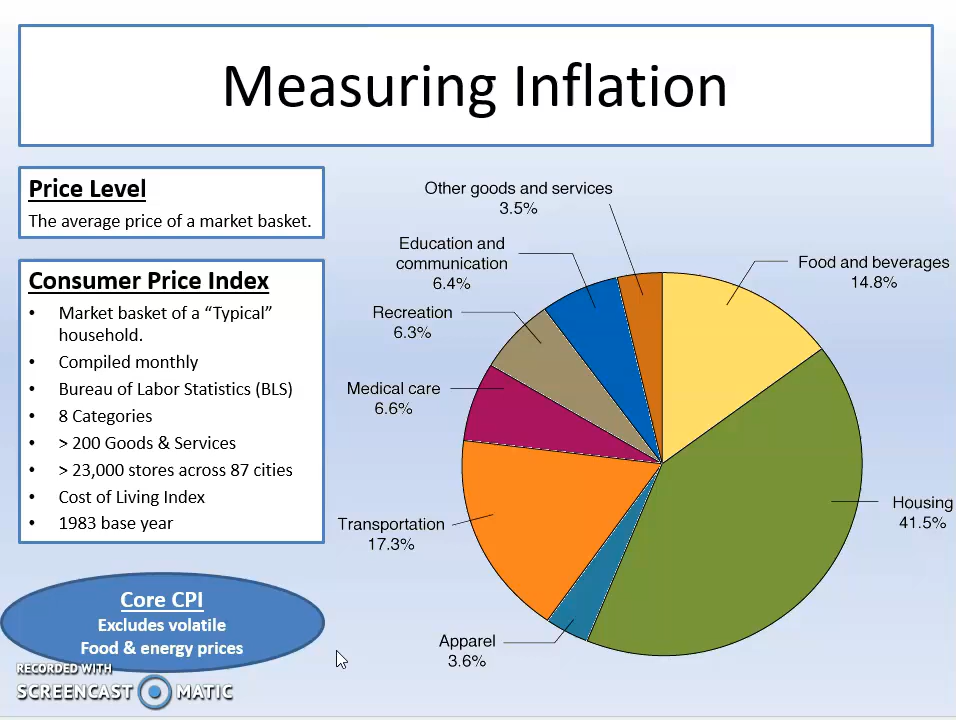 Measuring Inflation
Price Level
The average price of a market basket.
Consumer Price Index
• Market basket of a “Typical”
household.
• Compiled monthly
• Bureau of Labor Statistics (BLS)
• 8 Categories
• > 200 Goods & Services
• > 23,000 stores across 87 cities
• Cost of Living Index
• 1983 base year
Core CPI
Excludes volatile
Food & energy prices
RECORDED WITH
SCREENCAST MATIC
Other goods and services
3.5%
Education and
communication
6.4%
Recreation
6.3%
Medical care
6.6%
Transportation
17.3%
Apparel
3.6%
Food and beverages
14.8%
Housing
41.5%